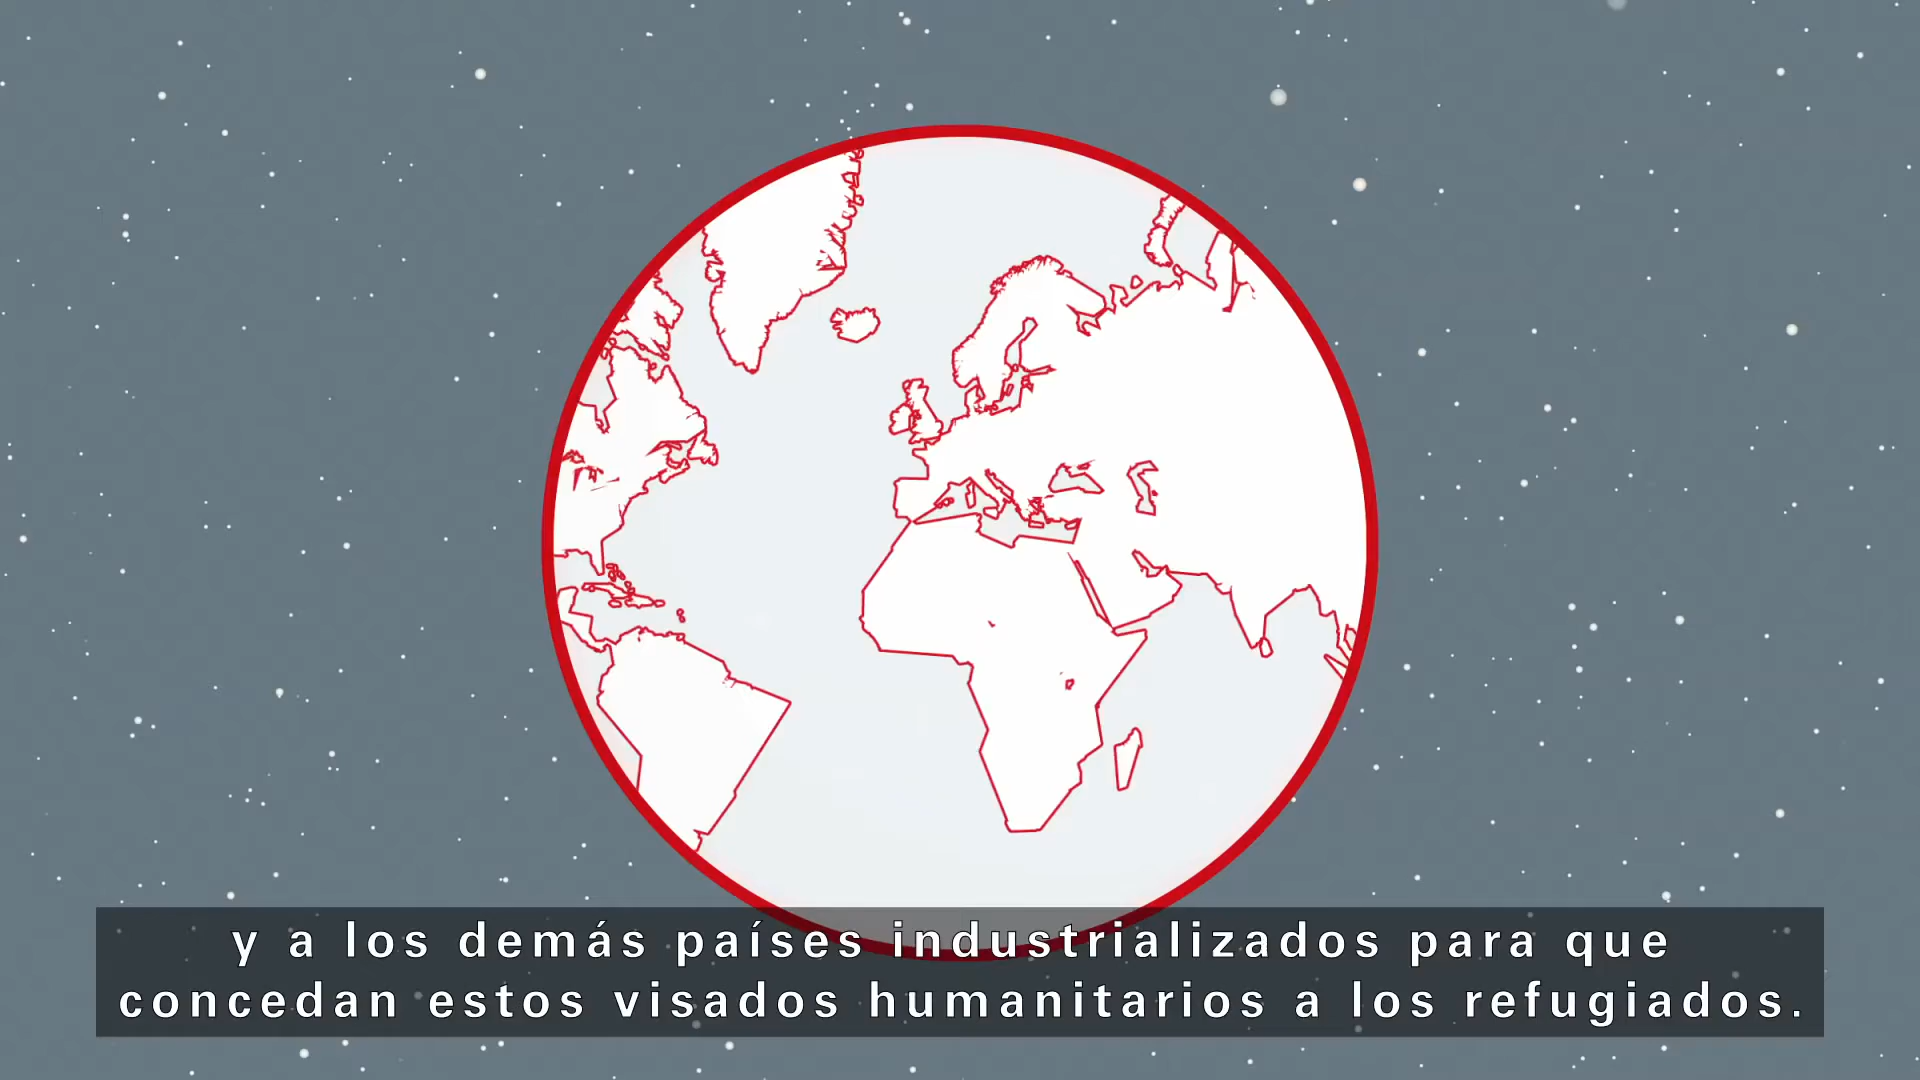 y a los demás países industrializados para que
concedan estos visados humanitarios a los refugiados.